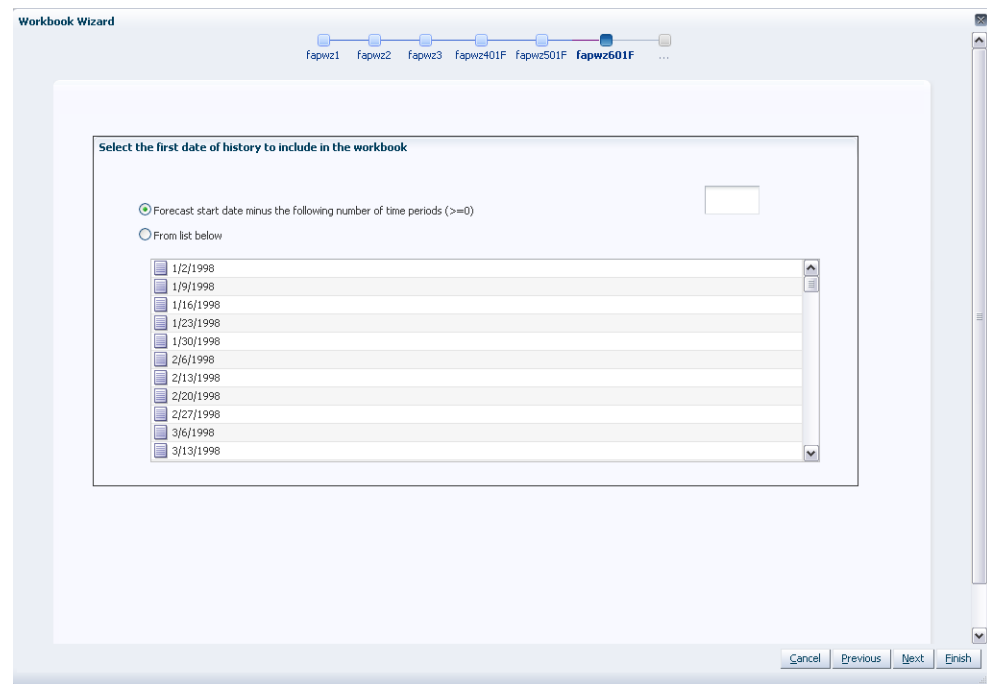 Workbook Wizard
fapwz1 fapwz2 fapwz3 fapwz401F fapwz501F fapwz601F ...
Select the first date of history to include in the workbook
Forecast start date minus the following number of time periods (>=0)
From list below
1/2/1998
1/9/1998
1/16/1998
1/23/1998
1/30/1998
2/6/1998
2/13/1998
2/20/1998
2/27/1998
3/6/1998
3/13/1998
Cancel Previous Next Finish